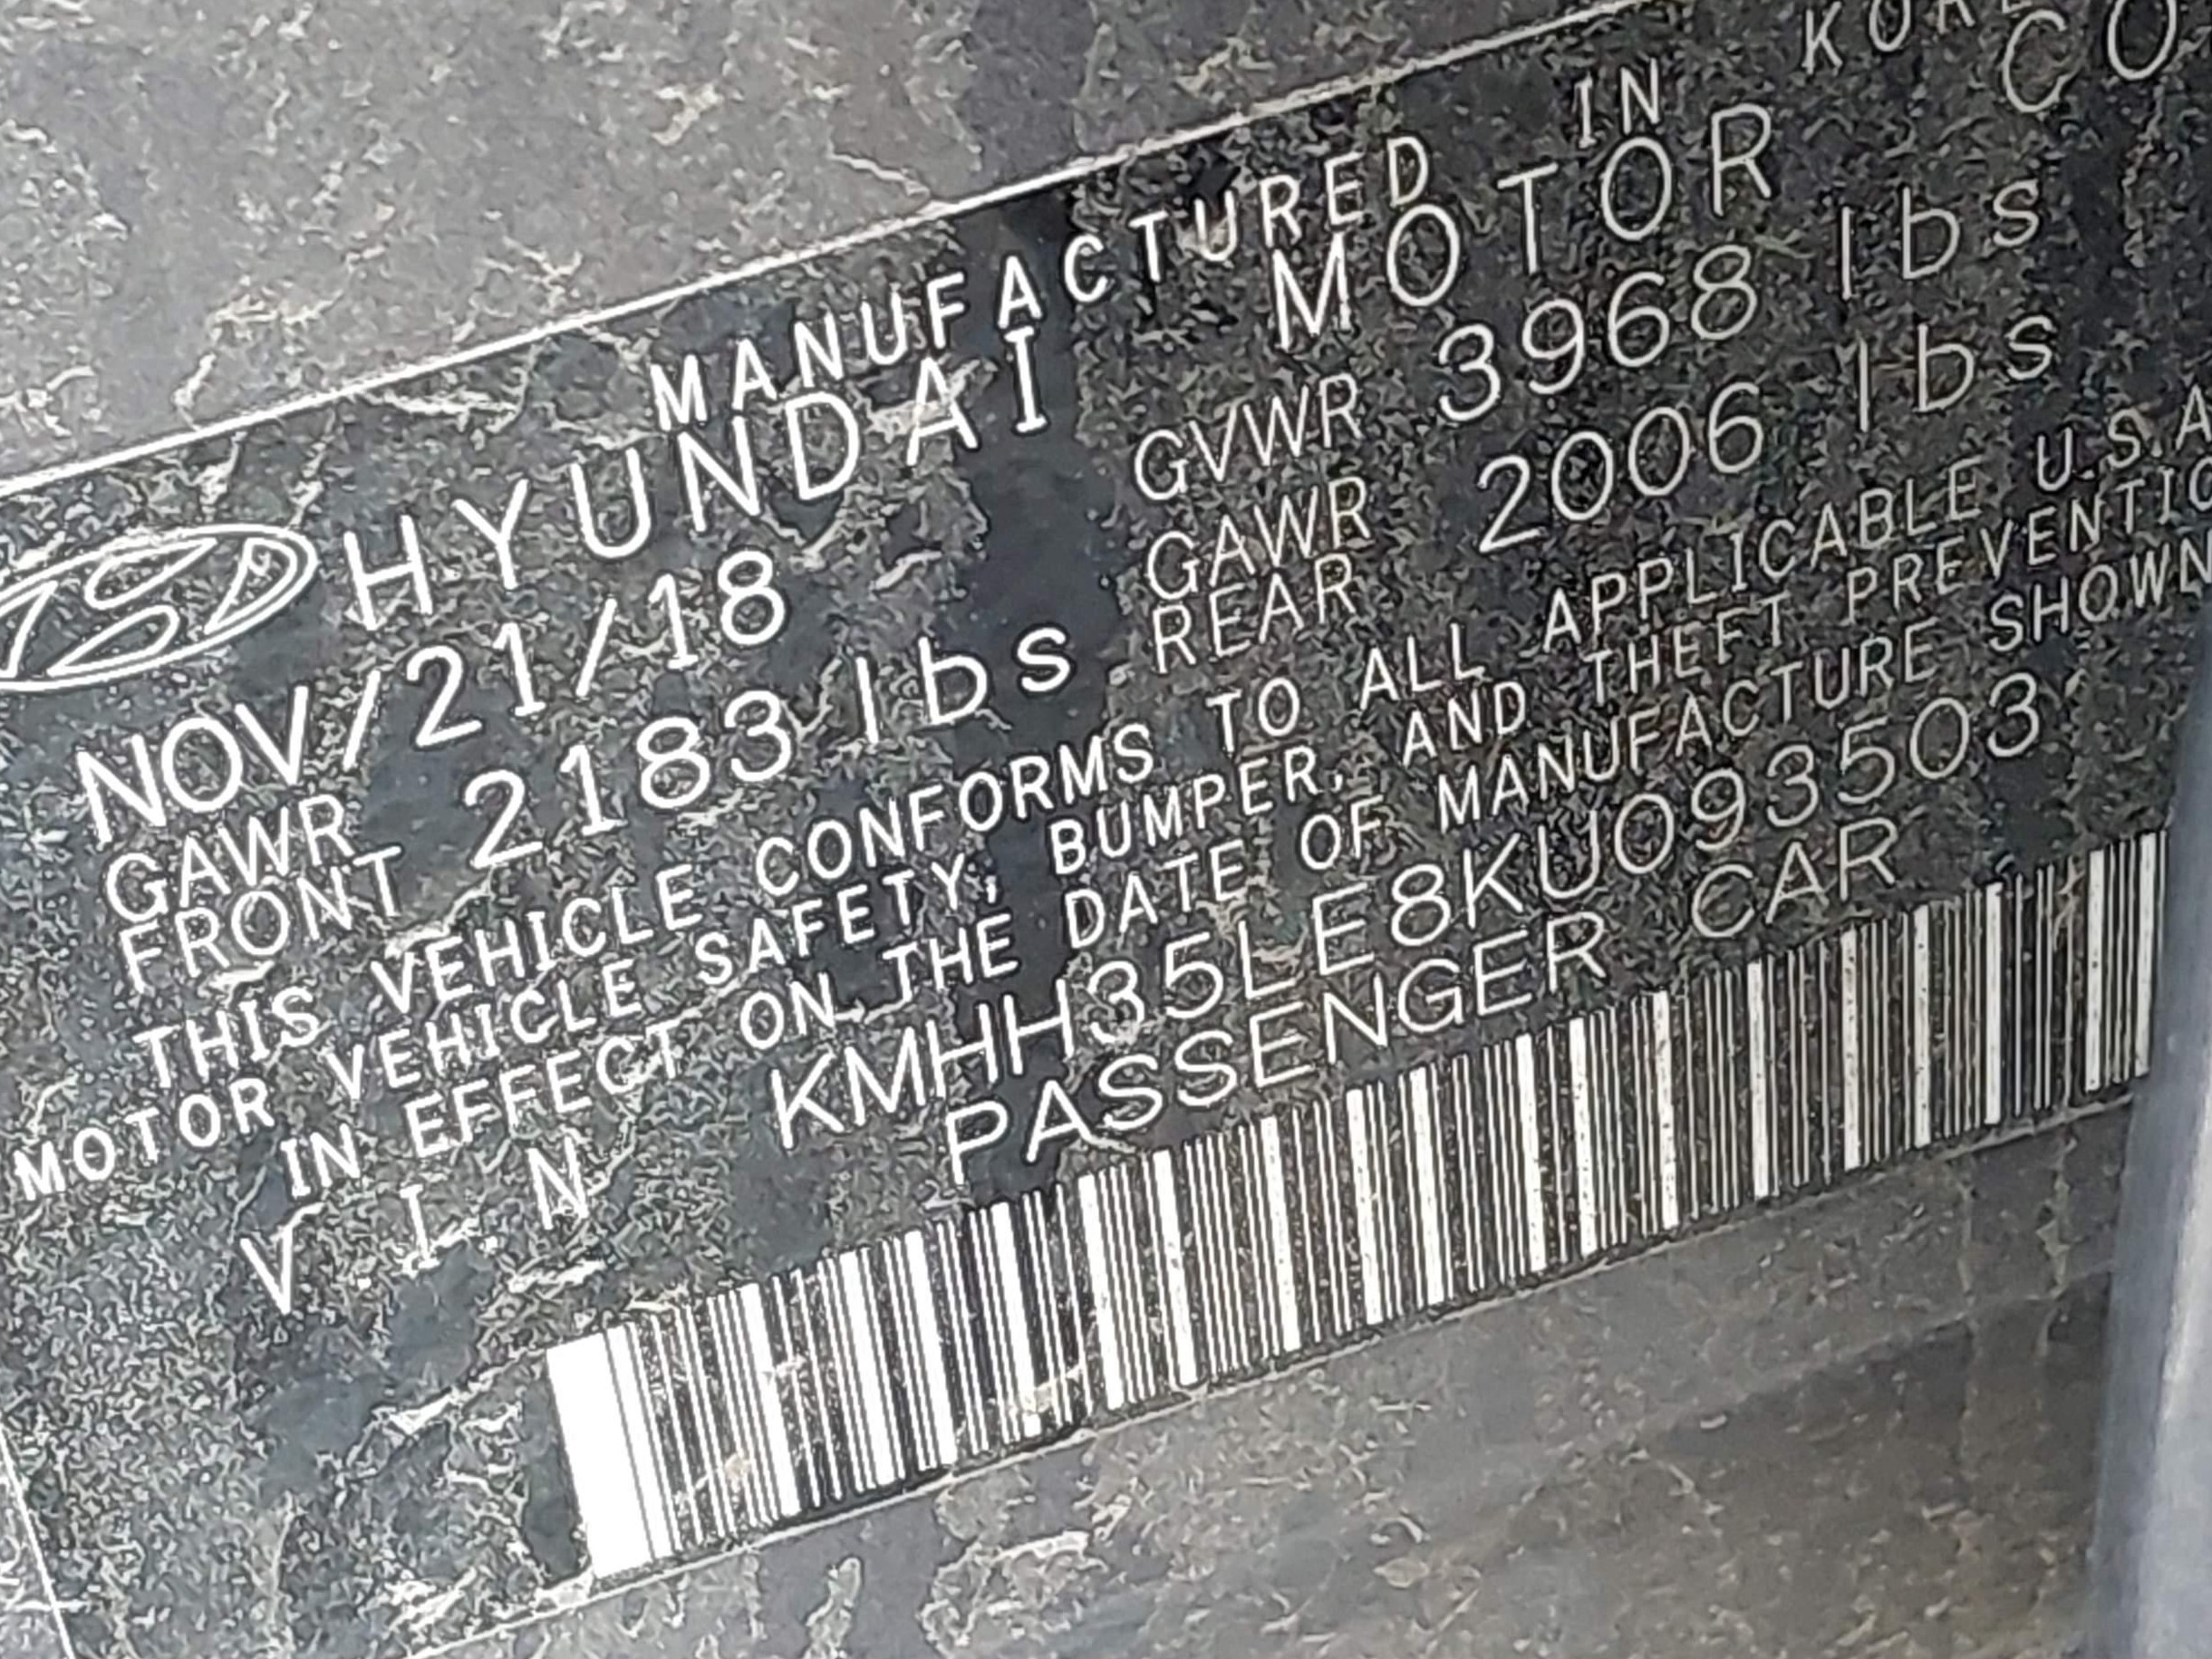 MANUFACTURED IN KORE
HYUNDAI MOTOR CO
NOV/21/18 GVWR 3968 lbs
GAWR FRONT 2183 lbs GAWR REAR 2006 lbs
THIS VEHICLE CONFORMS TO ALL APPLICABLE U.S.A
MOTOR VEHICLE SAFETY, BUMPER, AND THEFT PREVENTIO
IN EFFECT ON THE DATE OF MANUFACTURE SHOWN
V.I.N KMHH35LE8KU093503
PASSENGER CAR